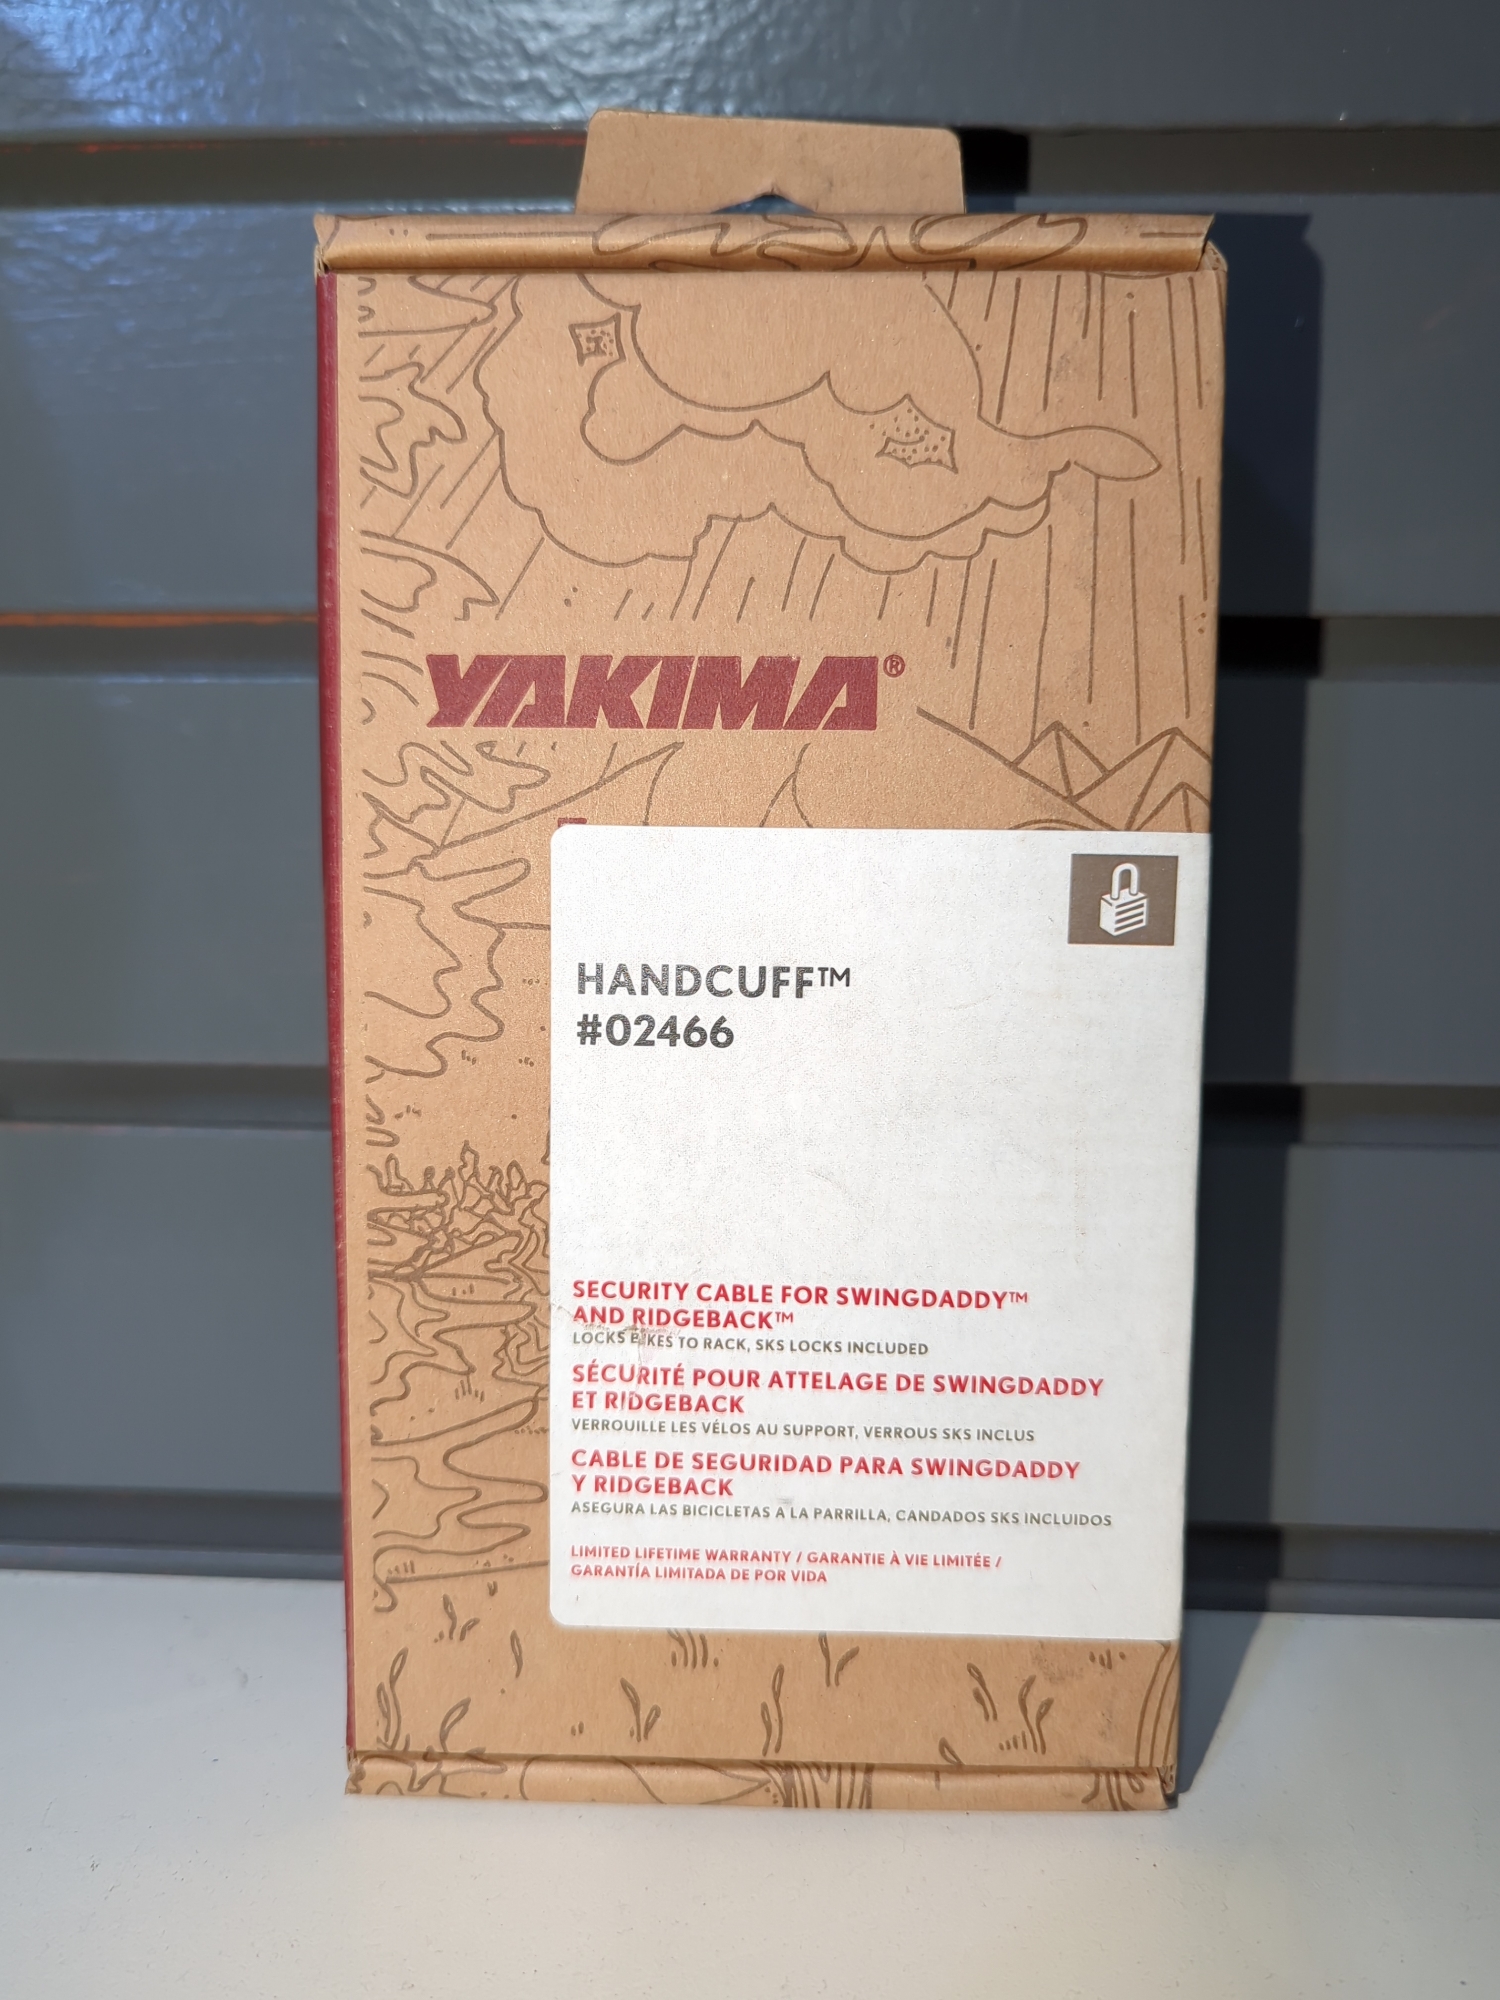 YAKIMA®
HANDCUFF™
#02466
SECURITY CABLE FOR SWINGDADDY™
AND RIDGEBACK™
LOCKS BIKES TO RACK, SKS LOCKS INCLUDED
SÉCURITÉ POUR ATTELAGE DE SWINGDADDY
ET RIDGEBACK
VERROUILLE LES VÉLOS AU SUPPORT, VERROUS SKS INCLUS
CABLE DE SEGURIDAD PARA SWINGDADDY
Y RIDGEBACK
ASEGURA LAS BICICLETAS A LA PARRILLA, CANDADOS SKS INCLUIDOS
LIMITED LIFETIME WARRANTY / GARANTIE À VIE LIMITÉE /
GARANTÍA LIMITADA DE POR VIDA